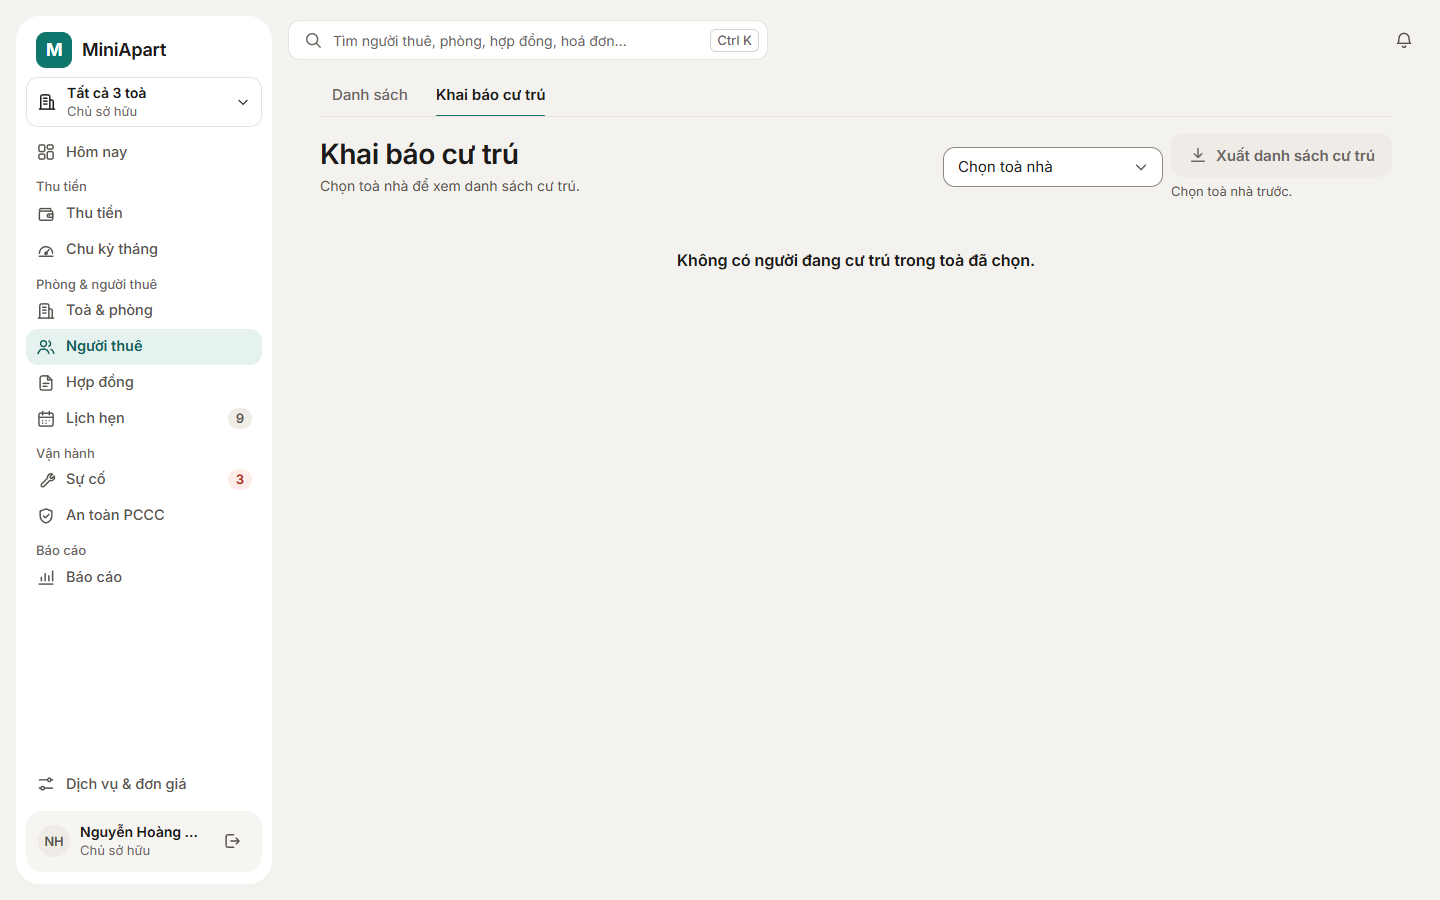 M MiniApart
Tất cả 3 toà
Chủ sở hữu
Hôm nay
Thu tiền
Thu tiền
Chu kỳ tháng
Phòng & người thuê
Toà & phòng
Người thuê
Hợp đồng
Lịch hẹn 9
Vận hành
Sự cố 3
An toàn PCCC
Báo cáo
Báo cáo
Dịch vụ & đơn giá
NH
Nguyễn Hoàng ...
Chủ sở hữu
Tìm người thuê, phòng, hợp đồng, hoá đơn... Ctrl K
Danh sách Khai báo cư trú
Khai báo cư trú
Chọn toà nhà để xem danh sách cư trú.
Chọn toà nhà
Xuất danh sách cư trú
Chọn toà nhà trước.
Không có người đang cư trú trong toà đã chọn.